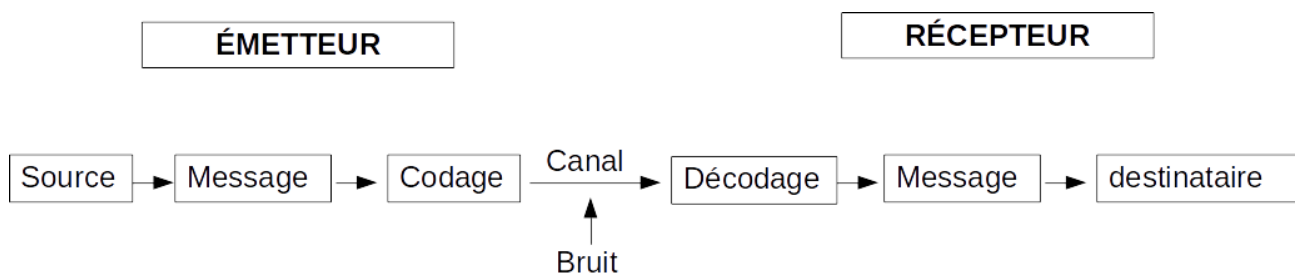 ÉMETTEUR
RÉCEPTEUR
Source
Message
Codage
Canal
Bruit
Décodage
Message
destinataire